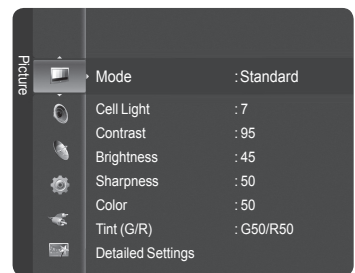 Picture
Mode : Standard
Cell Light : 7
Contrast : 95
Brightness : 45
Sharpness : 50
Color : 50
Tint (G/R) : G50/R50
Detailed Settings